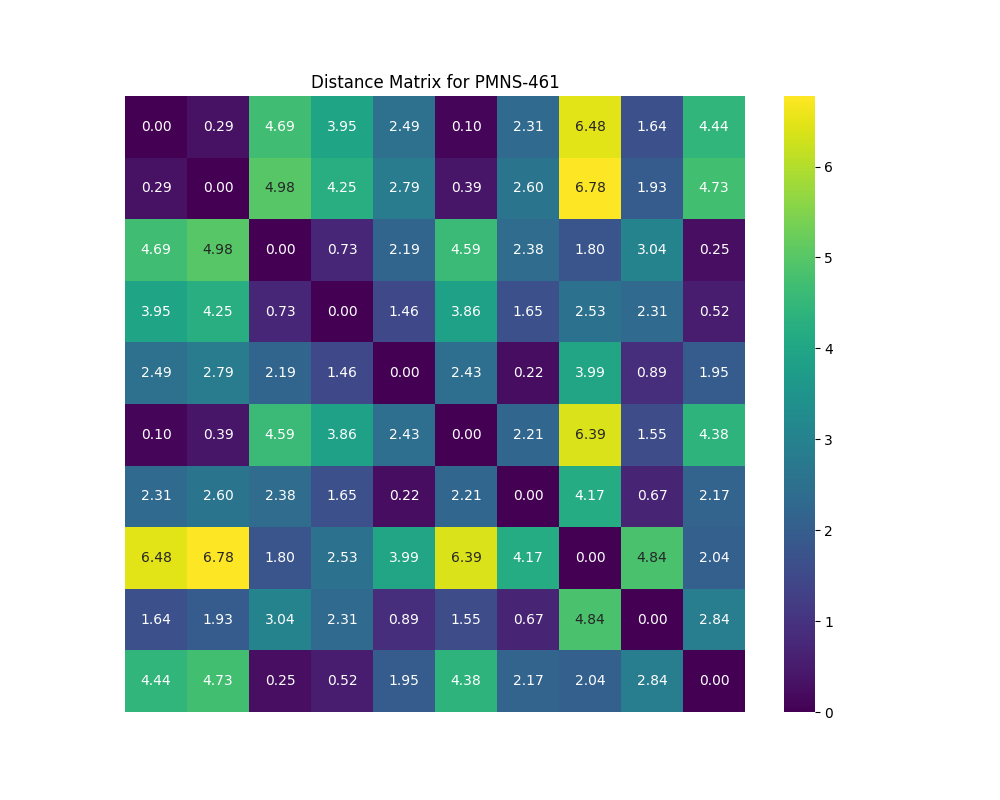 Distance Matrix for PMNS-461
0.00 0.29 4.69 3.95 2.49 0.10 2.31 6.48 1.64 4.44
0.29 0.00 4.98 4.25 2.79 0.39 2.60 6.78 1.93 4.73
4.69 4.98 0.00 0.73 2.19 4.59 2.38 1.80 3.04 0.25
3.95 4.25 0.73 0.00 1.46 3.86 1.65 2.53 2.31 0.52
2.49 2.79 2.19 1.46 0.00 2.43 0.22 3.99 0.89 1.95
0.10 0.39 4.59 3.86 2.43 0.00 2.21 6.39 1.55 4.38
2.31 2.60 2.38 1.65 0.22 2.21 0.00 4.17 0.67 2.17
6.48 6.78 1.80 2.53 3.99 6.39 4.17 0.00 4.84 2.04
1.64 1.93 3.04 2.31 0.89 1.55 0.67 4.84 0.00 2.84
4.44 4.73 0.25 0.52 1.95 4.38 2.17 2.04 2.84 0.00
6
5
4
3
2
1
0